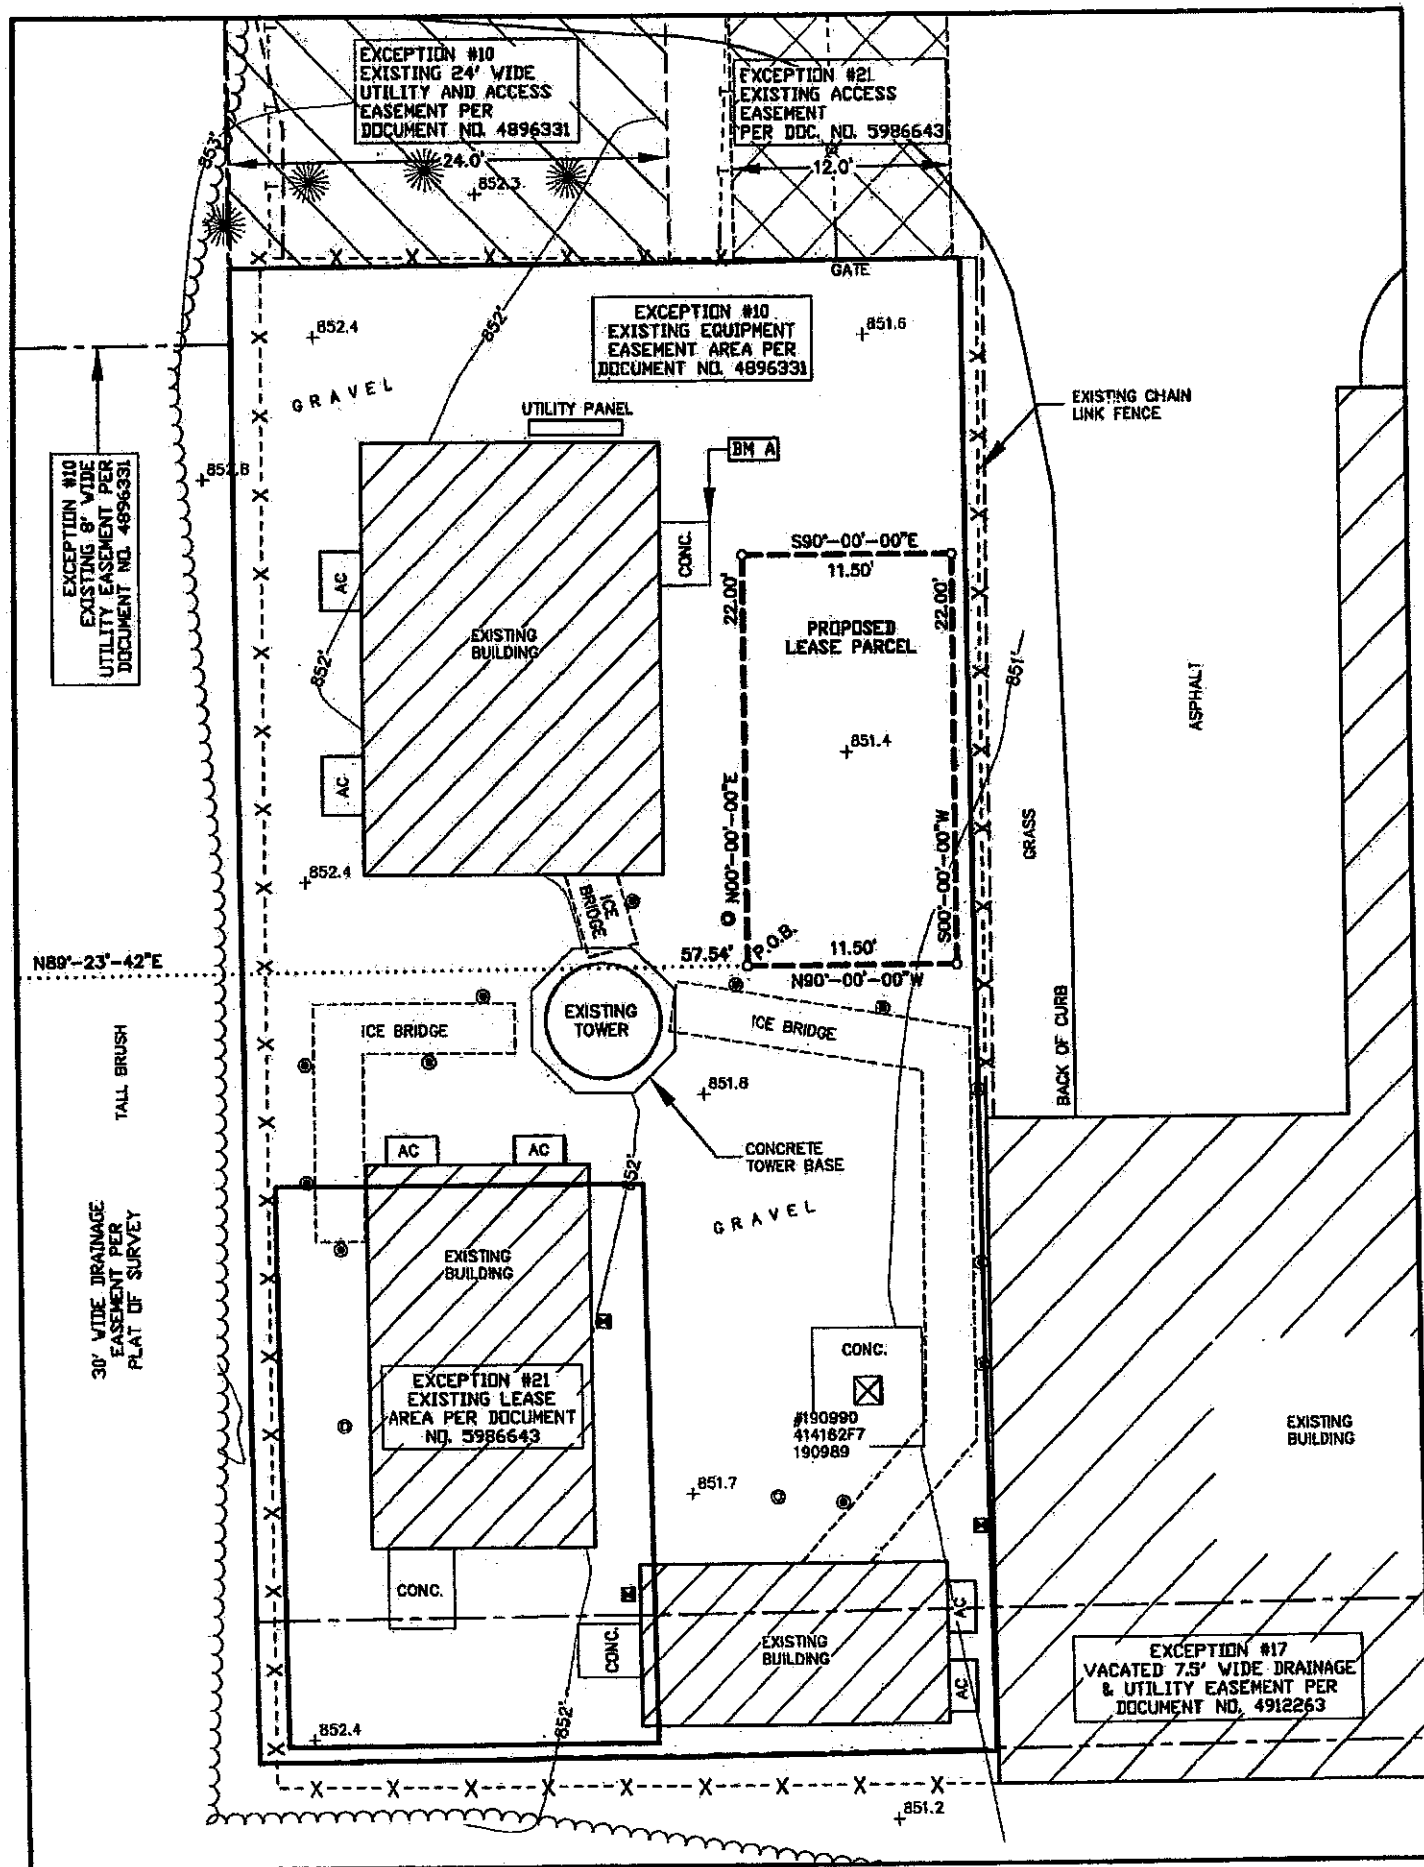 EXCEPTION #10
EXISTING 24' WIDE
UTILITY AND ACCESS
EASEMENT PER
DOCUMENT NO. 4896331
EXCEPTION #21
EXISTING ACCESS
EASEMENT
PER DOC. NO. 5986643
853'
24.0'
12.0'
852.3
GATE
EXCEPTION #10
EXISTING EQUIPMENT
EASEMENT AREA PER
DOCUMENT NO. 4896331
852.4
852'
851.6
GRAVEL
UTILITY PANEL
EXISTING CHAIN
LINK FENCE
BM A
852.8
EXCEPTION #10
EXISTING 8' WIDE
UTILITY EASEMENT PER
DOCUMENT NO. 4896331
CONC.
S90°-00'-00"E
11.50'
AC
22.00'
22.00'
PROPOSED
LEASE PARCEL
EXISTING
BUILDING
852'
851'
ASPHALT
851.4
AC
N00°-00'-00"E
S00°-00'-00"W
GRASS
852.4
ICE
BRIDGE
P.O.B.
57.54'
11.50'
N90°-00'-00"W
N89°-23'-42"E
ICE BRIDGE
EXISTING
TOWER
ICE BRIDGE
BACK OF CURB
TALL BRUSH
851.8
AC
AC
CONCRETE
TOWER BASE
852'
GRAVEL
30' WIDE DRAINAGE
EASEMENT PER
PLAT OF SURVEY
EXISTING
BUILDING
EXCEPTION #21
EXISTING LEASE
AREA PER DOCUMENT
NO. 5986643
CONC.
#190990
414182F7
190989
EXISTING
BUILDING
851.7
CONC.
CONC.
EXISTING
BUILDING
AC
AC
EXCEPTION #17
VACATED 7.5' WIDE DRAINAGE
& UTILITY EASEMENT PER
DOCUMENT NO. 4912263
852.4
852'
851.2